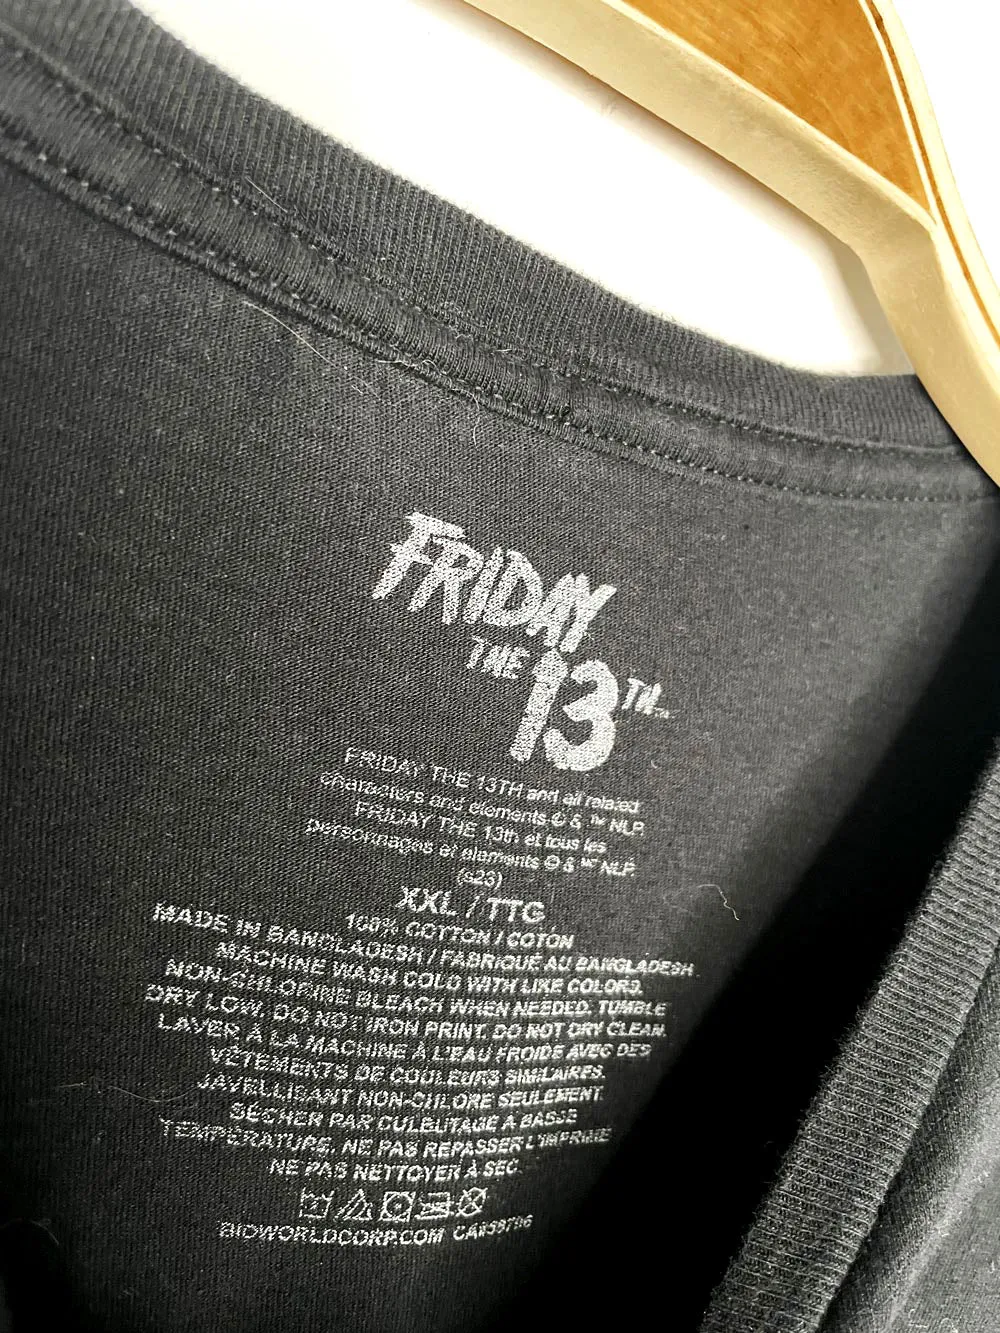 FRIDAY
THE 13TH
FRIDAY THE 13TH and all related
characters and elements © & ™ NLP.
FRIDAY THE 13th et tous les
personnages et elements © & MC NLP.
(s23)
XXL / TTG
100% COTTON / COTON
MADE IN BANGLADESH / FABRIQUÉ AU BANGLADESH
MACHINE WASH COLD WITH LIKE COLORS.
NON-CHLORINE BLEACH WHEN NEEDED. TUMBLE
DRY LOW. DO NOT IRON PRINT. DO NOT DRY CLEAN.
LAVER À LA MACHINE À L'EAU FROIDE AVEC DES
VÊTEMENTS DE COULEURS SIMILAIRES.
JAVELLISANT NON-CHLORE SEULEMENT.
SÉCHER PAR CULBUTAGE A BASSE
TEMPERATURE. NE PAS REPASSER L'IMPRIMÉ
NE PAS NETTOYER À SEC.
BIOWORLDCORP.COM